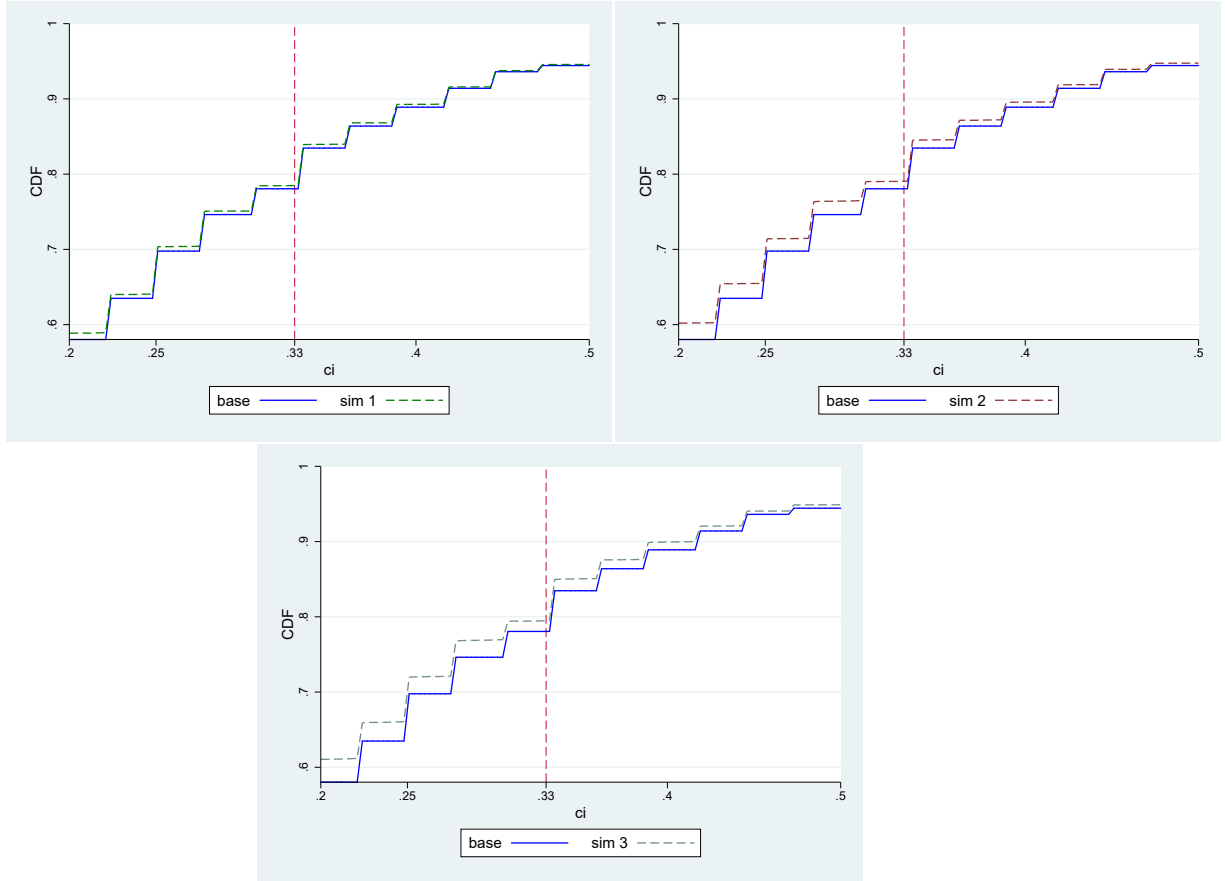 CDF
1
.9
.8
.7
.6
.2 .25 .33 .4 .5
ci
base sim 1
CDF
1
.9
.8
.7
.6
.2 .25 .33 .4 .5
ci
base sim 2
CDF
1
.9
.8
.7
.6
.2 .25 .33 .4 .5
ci
base sim 3